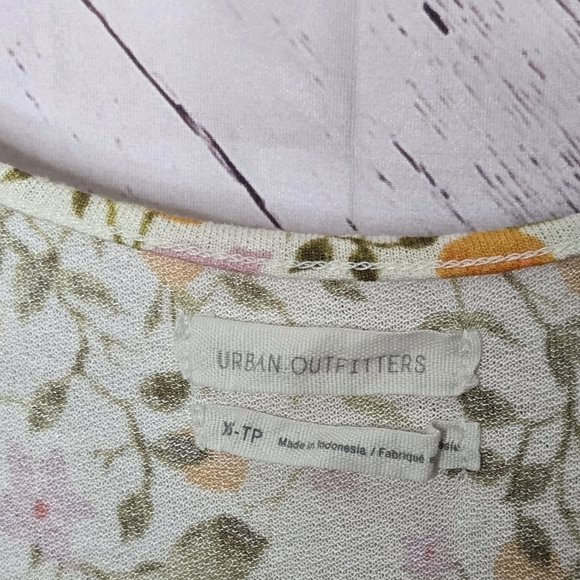 URBAN OUTFITTERS
XS-TP Made in Indonesia / Fabriqué